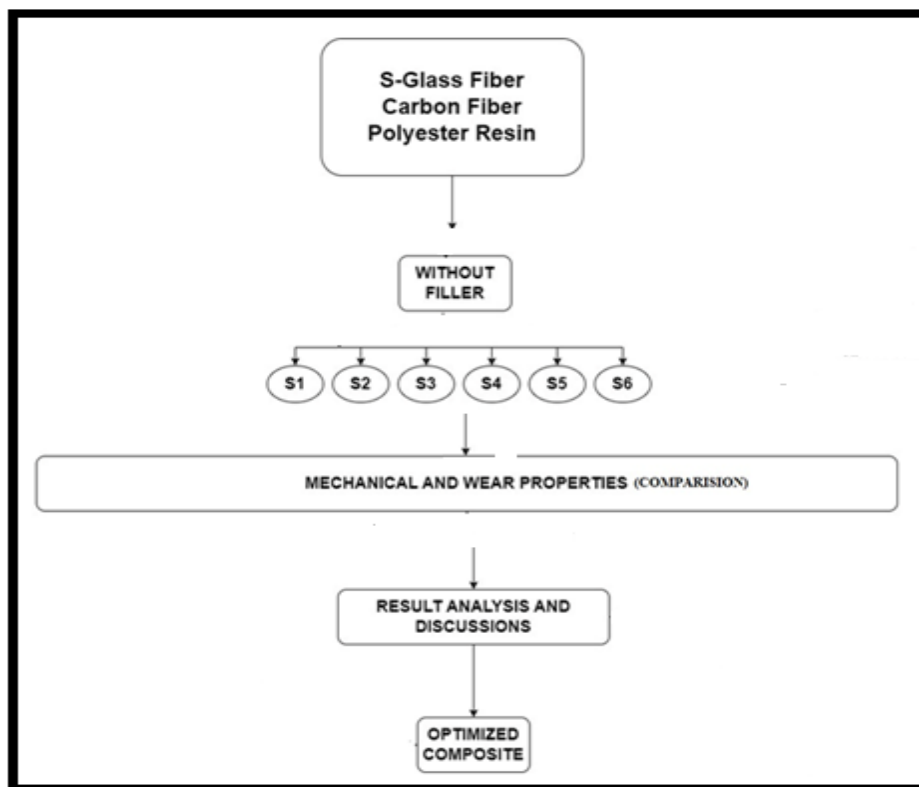 S-Glass Fiber
Carbon Fiber
Polyester Resin
WITHOUT
FILLER
S1 S2 S3 S4 S5 S6
MECHANICAL AND WEAR PROPERTIES (COMPARISION)
RESULT ANALYSIS AND
DISCUSSIONS
OPTIMIZED
COMPOSITE